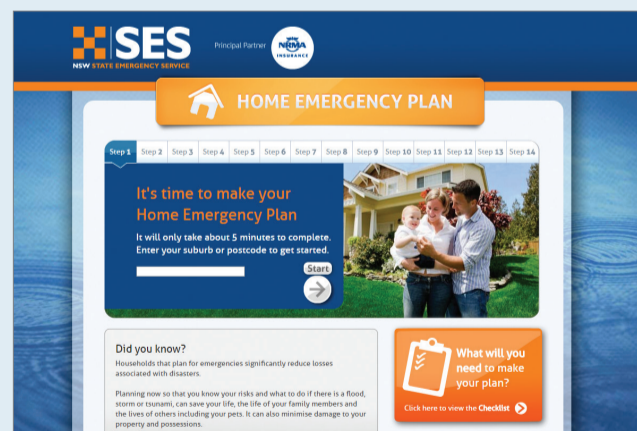 SES
NSW STATE EMERGENCY SERVICE
Principal Partner
NRMA
INSURANCE
HOME EMERGENCY PLAN
Step 1 Step 2 Step 3 Step 4 Step 5 Step 6 Step 7 Step 8 Step 9 Step 10 Step 11 Step 12 Step 13 Step 14
It's time to make your
Home Emergency Plan
It will only take about 5 minutes to complete.
Enter your suburb or postcode to get started.
Start
Did you know?
Households that plan for emergencies significantly reduce losses
associated with disasters.
Planning now so that you know your risks and what to do if there is a flood,
storm or tsunami, can save your life, the life of your family members and
the lives of others including your pets. It can also minimise damage to your
property and possessions.
What will you
need to make
your plan?
Click here to view the Checklist